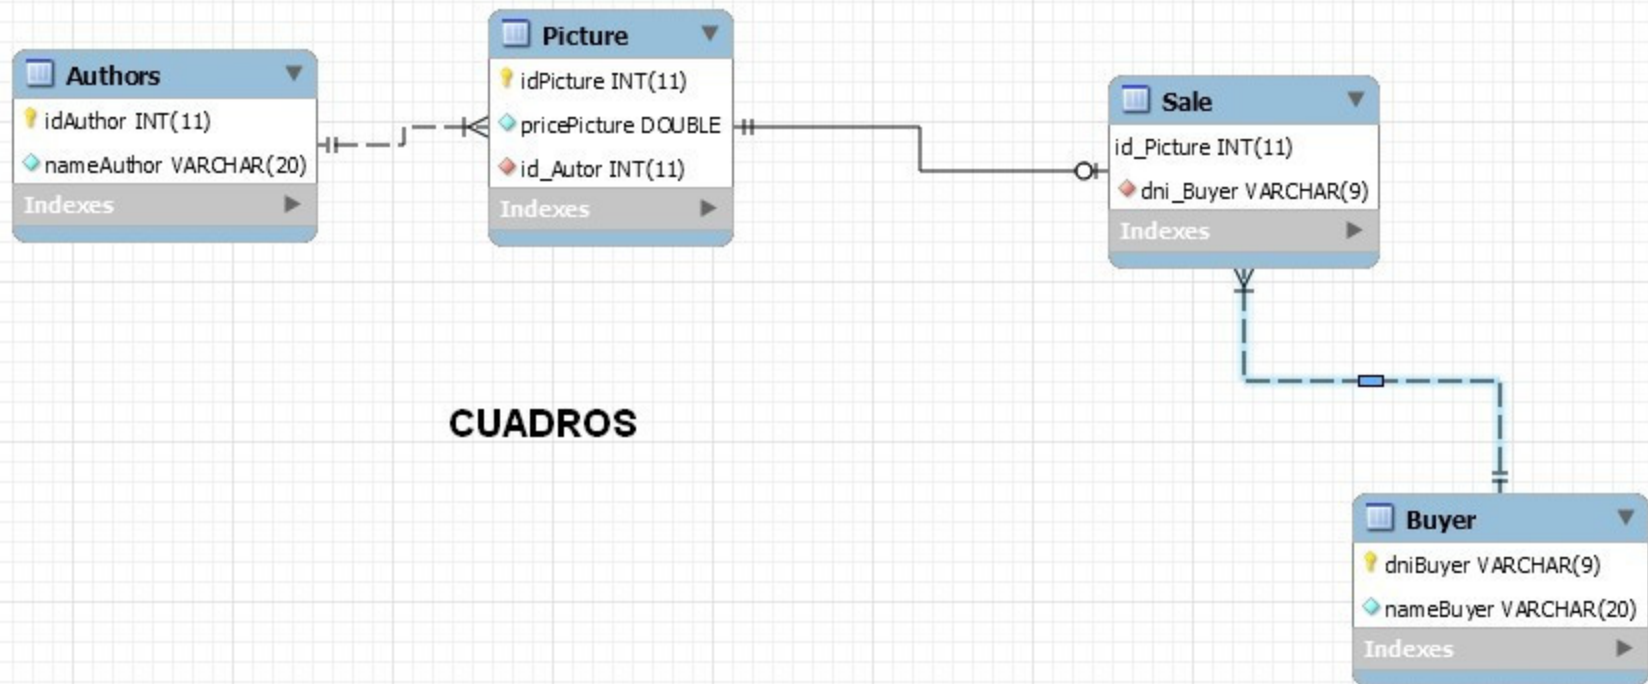 Authors
idAuthor INT(11)
nameAuthor VARCHAR(20)
Indexes
Picture
idPicture INT(11)
pricePicture DOUBLE
id_Autor INT(11)
Indexes
Sale
id_Picture INT(11)
dni_Buyer VARCHAR(9)
Indexes
CUADROS
Buyer
dniBuyer VARCHAR(9)
nameBuyer VARCHAR(20)
Indexes